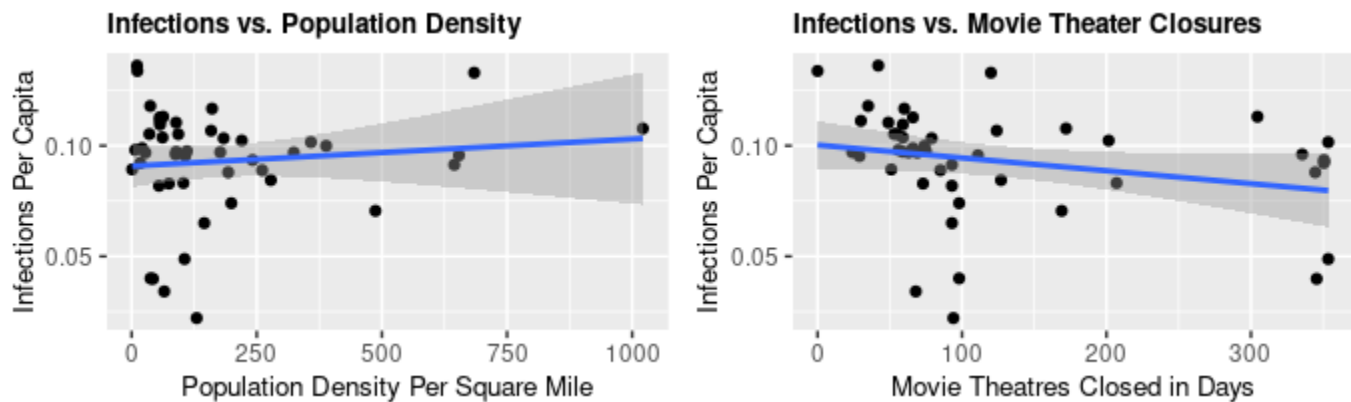 Infections vs. Population Density
Infections Per Capita
0.10
0.05
0
250
500
750
1000
Population Density Per Square Mile
Infections vs. Movie Theater Closures
Infections Per Capita
0.10
0.05
0
100
200
300
Movie Theatres Closed in Days